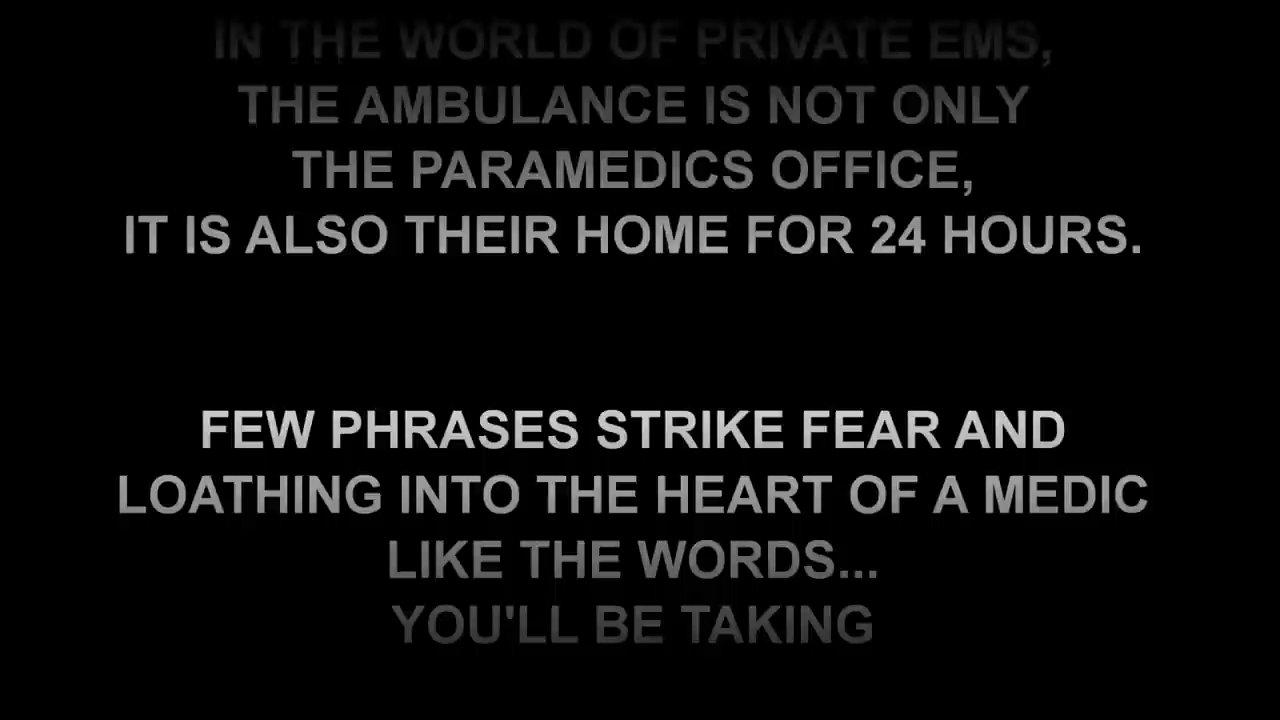 IN THE WORLD OF PRIVATE EMS,
THE AMBULANCE IS NOT ONLY
THE PARAMEDICS OFFICE,
IT IS ALSO THEIR HOME FOR 24 HOURS.
FEW PHRASES STRIKE FEAR AND
LOATHING INTO THE HEART OF A MEDIC
LIKE THE WORDS...
YOU'LL BE TAKING